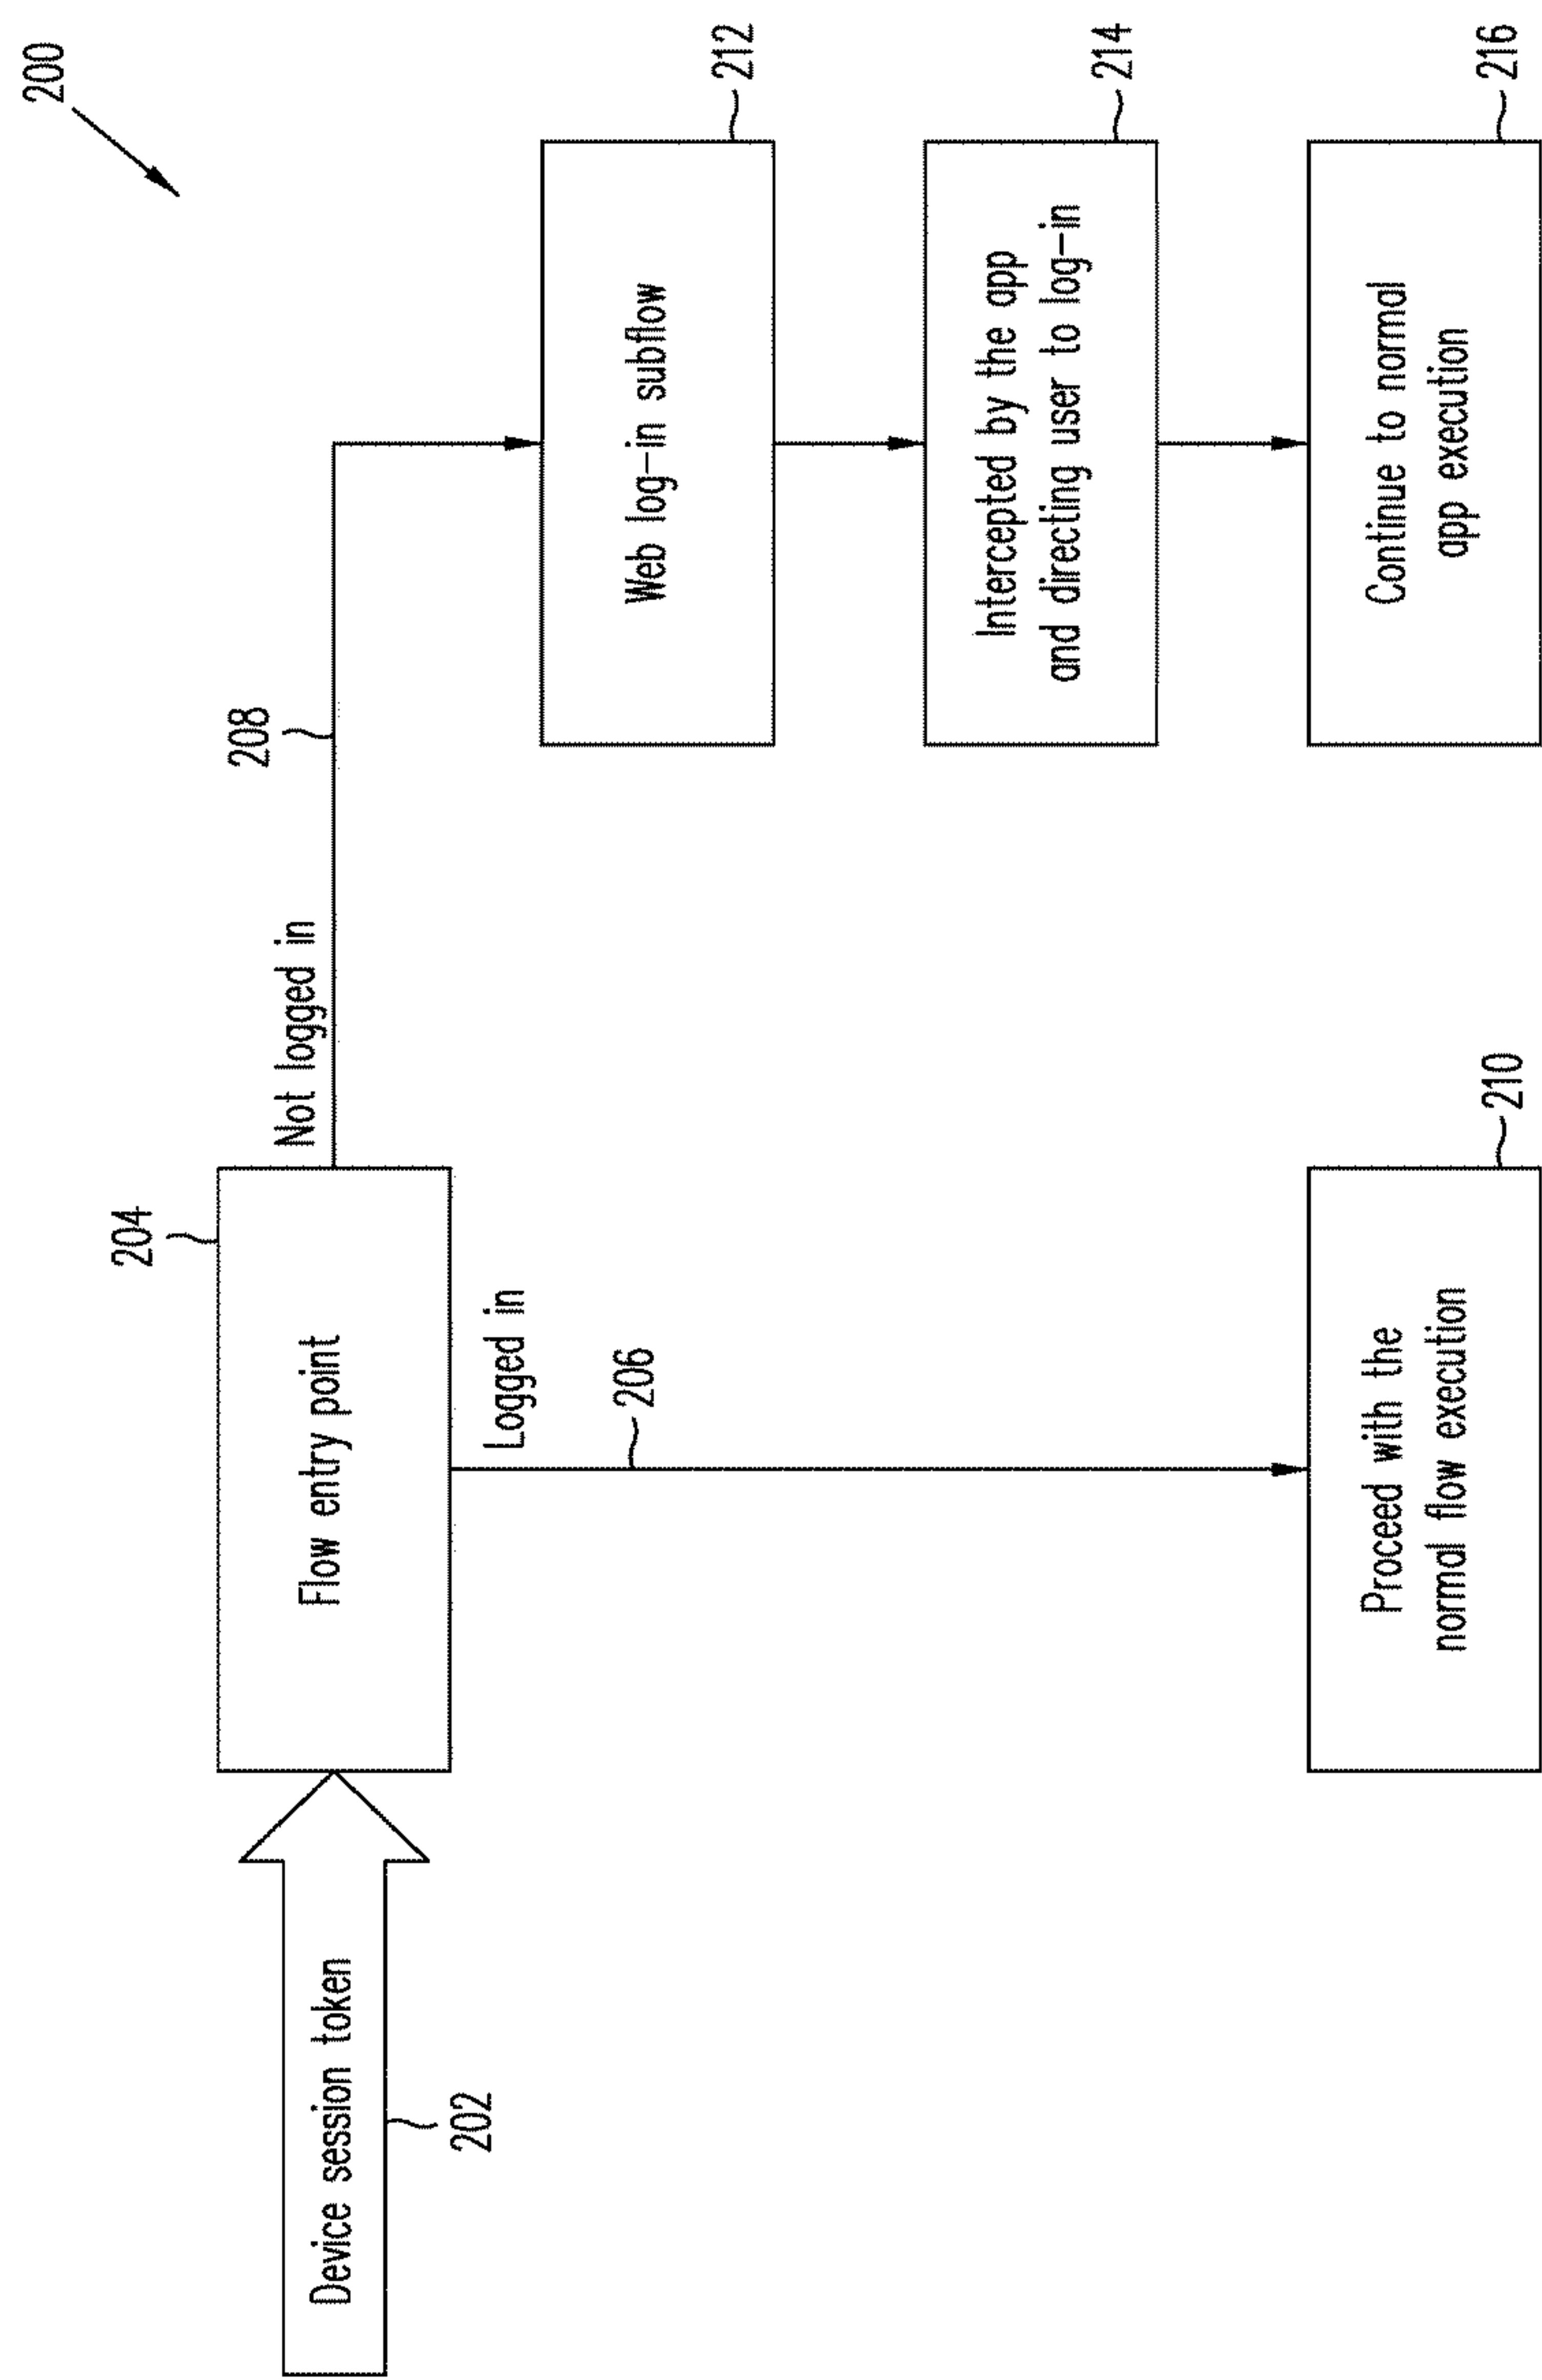 200
204
Device session token
202
Flow entry point
Not logged in
208
Logged in
206
Web log-in subflow
212
Intercepted by the app
and directing user to log-in
214
Proceed with the
normal flow execution
210
Continue to normal
app execution
216